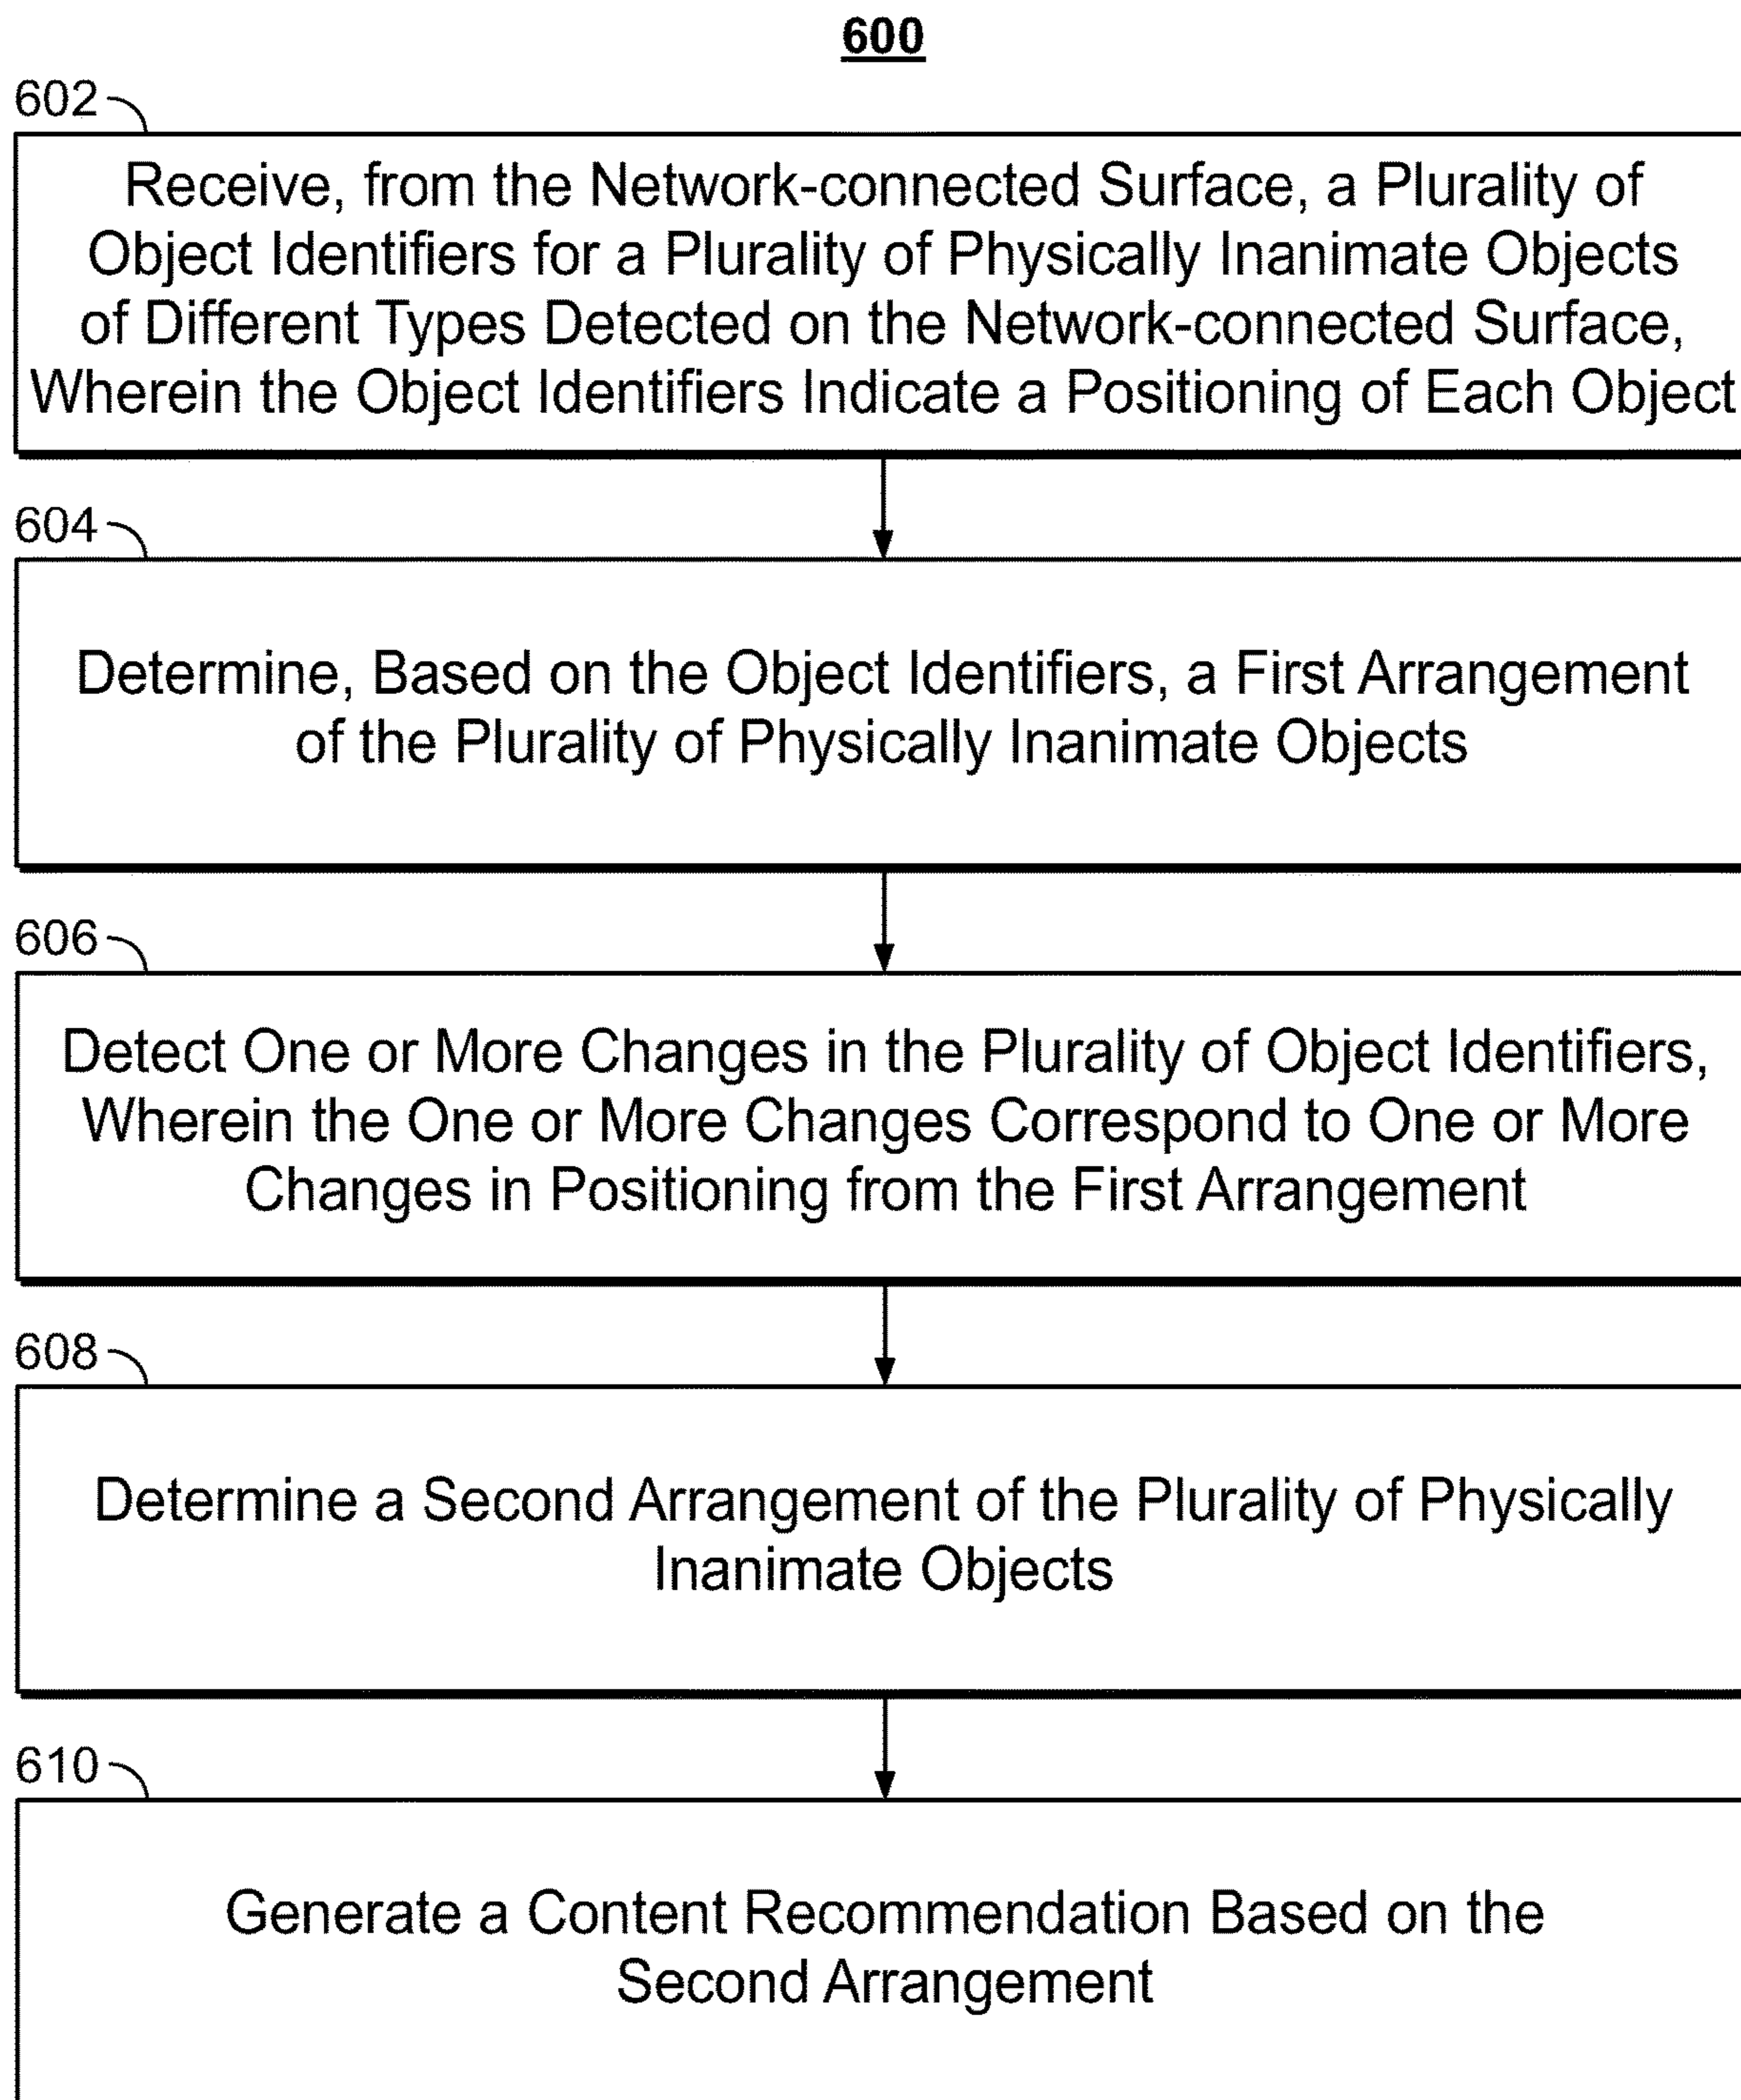 600
602
Receive, from the Network-connected Surface, a Plurality of
Object Identifiers for a Plurality of Physically Inanimate Objects
of Different Types Detected on the Network-connected Surface,
Wherein the Object Identifiers Indicate a Positioning of Each Object
604
Determine, Based on the Object Identifiers, a First Arrangement
of the Plurality of Physically Inanimate Objects
606
Detect One or More Changes in the Plurality of Object Identifiers,
Wherein the One or More Changes Correspond to One or More
Changes in Positioning from the First Arrangement
608
Determine a Second Arrangement of the Plurality of Physically
Inanimate Objects
610
Generate a Content Recommendation Based on the
Second Arrangement